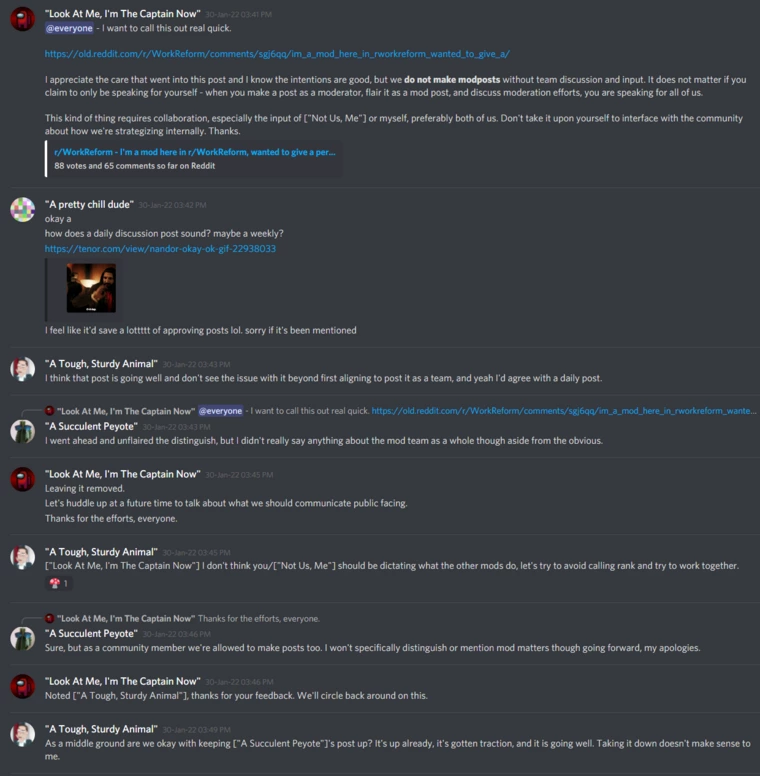 "Look At Me, I'm The Captain Now" 30-Jan-22 03:41 PM
@everyone - I want to call this out real quick.
https://old.reddit.com/r/WorkReform/comments/sgj6qq/im_a_mod_here_in_rworkreform_wanted_to_give_a/
I appreciate the care that went into this post and I know the intentions are good, but we do not make modposts without team discussion and input. It does not matter if you
claim to only be speaking for yourself - when you make a post as a moderator, flair it as a mod post, and discuss moderation efforts, you are speaking for all of us.
This kind of thing requires collaboration, especially the input of ["Not Us, Me"] or myself, preferably both of us. Don't take it upon yourself to interface with the community
about how we're strategizing internally. Thanks.
r/WorkReform - I'm a mod here in r/WorkReform, wanted to give a per...
88 votes and 65 comments so far on Reddit
"A pretty chill dude" 30-Jan-22 03:42 PM
okay a
how does a daily discussion post sound? maybe a weekly?
https://tenor.com/view/nandor-okay-ok-gif-22938033
I feel like it'd save a lottttt of approving posts lol. sorry if it's been mentioned
"A Tough, Sturdy Animal" 30-Jan-22 03:43 PM
I think that post is going well and don't see the issue with it beyond first aligning to post it as a team, and yeah I'd agree with a daily post.
"Look At Me, I'm The Captain Now" @everyone - I want to call this out real quick. https://old.reddit.com/r/WorkReform/comments/sgj6qq/im_a_mod_here_in_rworkreform_wante...
"A Succulent Peyote" 30-Jan-22 03:43 PM
I went ahead and unflaired the distinguish, but I didn't really say anything about the mod team as a whole though aside from the obvious.
"Look At Me, I'm The Captain Now" 30-Jan-22 03:45 PM
Leaving it removed.
Let's huddle up at a future time to talk about what we should communicate public facing.
Thanks for the efforts, everyone.
"A Tough, Sturdy Animal" 30-Jan-22 03:45 PM
["Look At Me, I'm The Captain Now"] I don't think you/["Not Us, Me"] should be dictating what the other mods do, let's try to avoid calling rank and try to work together.
1
"Look At Me, I'm The Captain Now" Thanks for the efforts, everyone.
"A Succulent Peyote" 30-Jan-22 03:46 PM
Sure, but as a community member we're allowed to make posts too. I won't specifically distinguish or mention mod matters though going forward, my apologies.
"Look At Me, I'm The Captain Now" 30-Jan-22 03:46 PM
Noted ["A Tough, Sturdy Animal"], thanks for your feedback. We'll circle back around on this.
"A Tough, Sturdy Animal" 30-Jan-22 03:49 PM
As a middle ground are we okay with keeping ["A Succulent Peyote"]'s post up? It's up already, it's gotten traction, and it is going well. Taking it down doesn't make sense to
me.